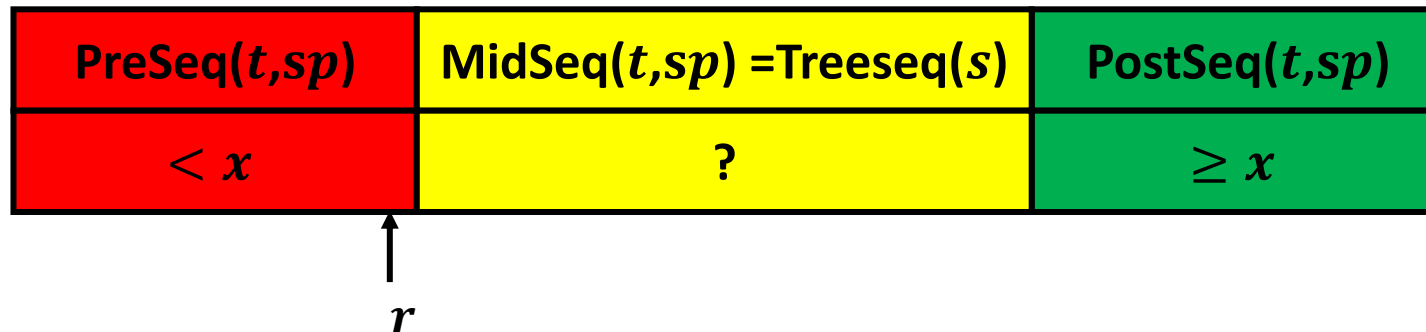 PreSeq(t,sp) MidSeq(t,sp) =Treeseq(s) PostSeq(t,sp)
< x ? ≥ x
r